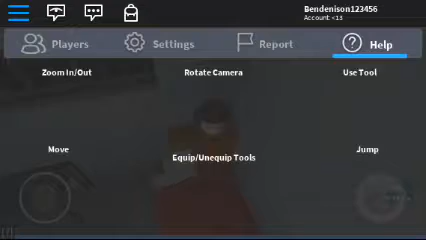 Bendenison123456
Account: <13
Players
Settings
Report
Help
Zoom In/Out
Rotate Camera
Use Tool
Move
Equip/Unequip Tools
Jump